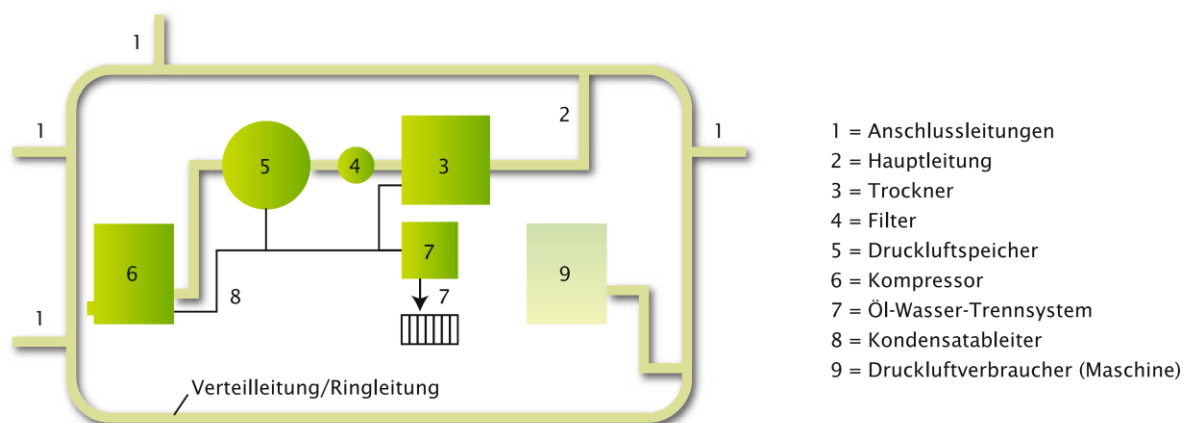 1
1
2
1
5
4
3
6
7
9
8
7
1
Verteilleitung/Ringleitung
1 = Anschlussleitungen
2 = Hauptleitung
3 = Trockner
4 = Filter
5 = Druckluftspeicher
6 = Kompressor
7 = Öl-Wasser-Trennsystem
8 = Kondensatableiter
9 = Druckluftverbraucher (Maschine)